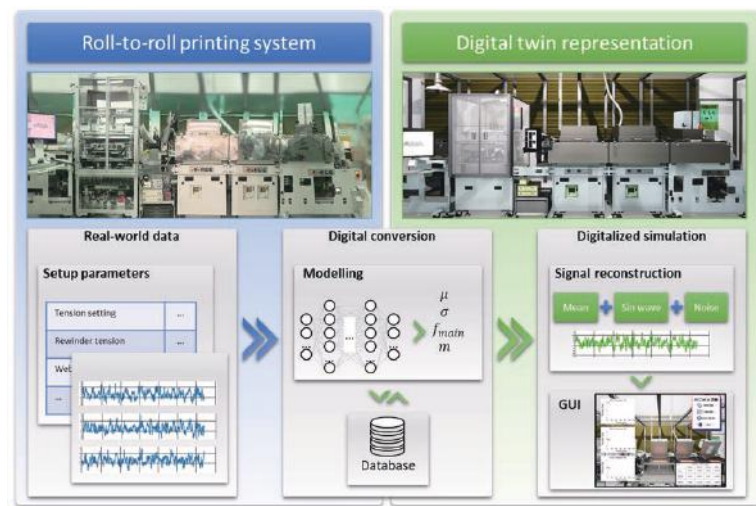 Roll-to-roll printing system
Digital twin representation
Real-world data
Setup parameters
Tension setting ...
Rewinder tension ...
Web
...
Digital conversion
Modelling
...
μ
σ
f_main
m
Database
Digitalized simulation
Signal reconstruction
Mean + Sin wave + Noise
GUI